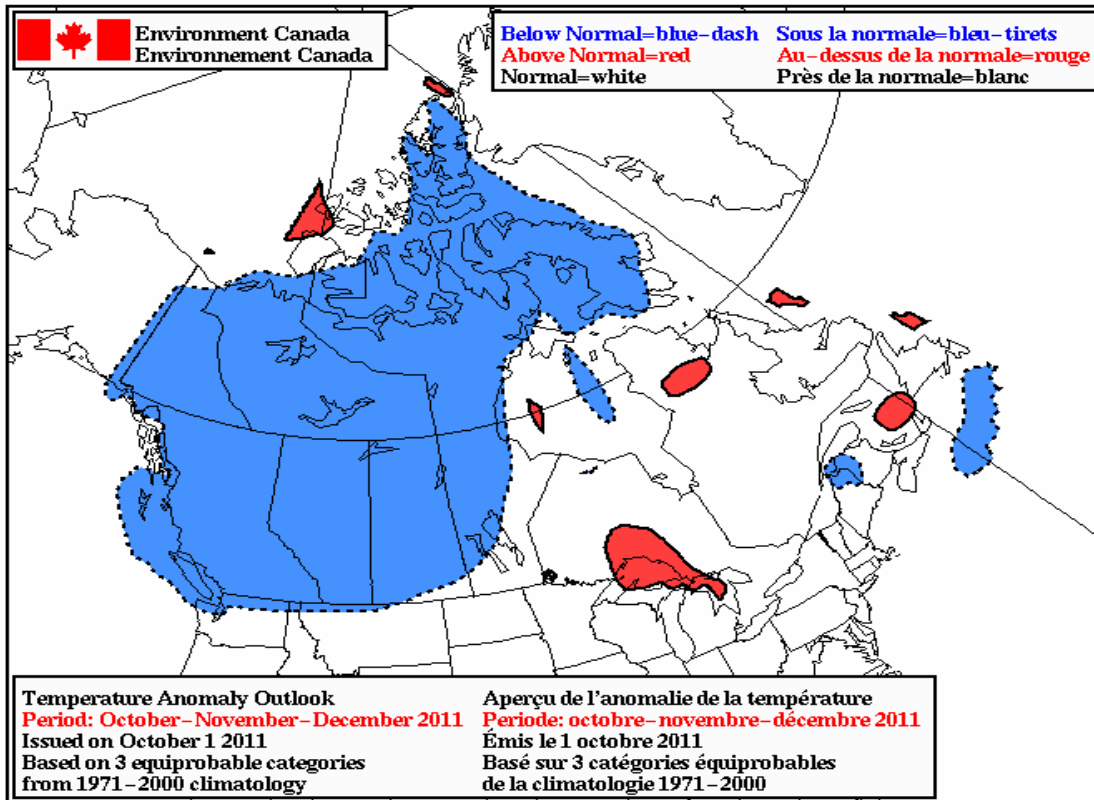 Environment Canada
Environnement Canada
Below Normal=blue-dash Sous la normale=bleu-tirets
Above Normal=red Au-dessus de la normale=rouge
Normal=white Près de la normale=blanc
Temperature Anomaly Outlook
Period: October-November-December 2011
Issued on October 1 2011
Based on 3 equiprobable categories
from 1971-2000 climatology
Aperçu de l'anomalie de la température
Periode: octobre-novembre-décembre 2011
Émis le 1 octobre 2011
Basé sur 3 catégories équiprobables
de la climatologie 1971-2000